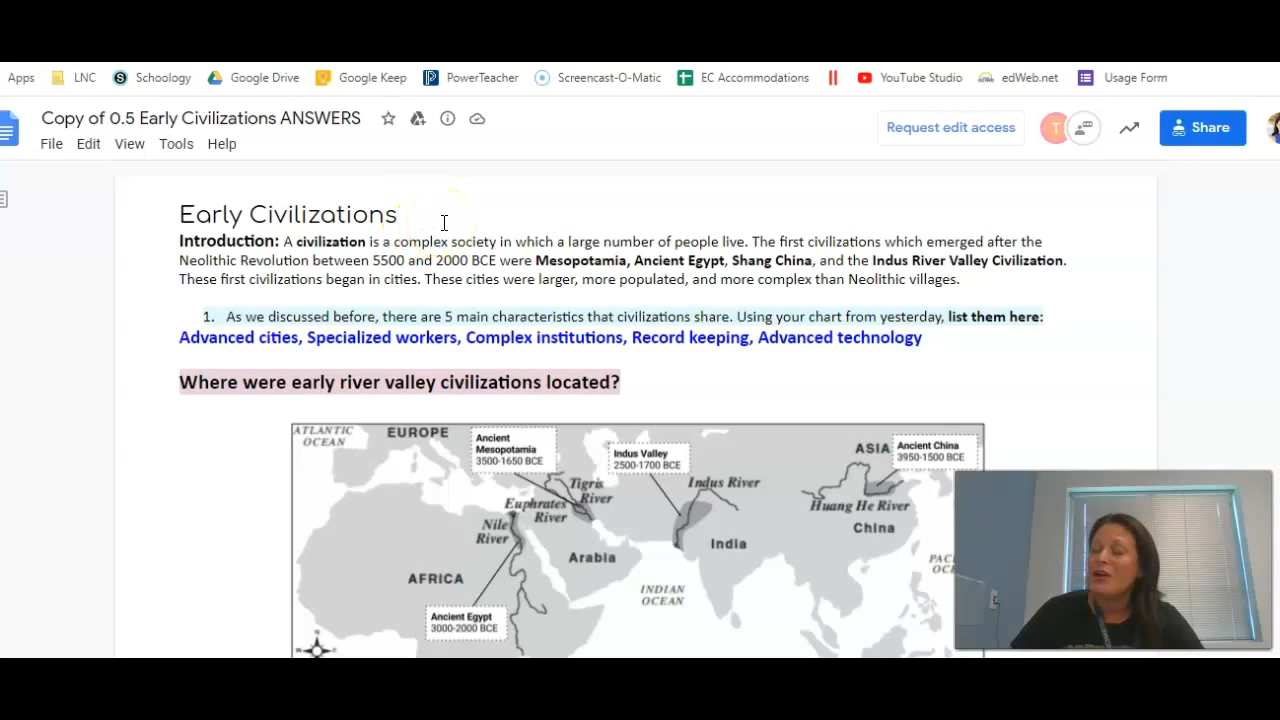 Apps LNC Schoology Google Drive Google Keep PowerTeacher Screencast-O-Matic EC Accommodations YouTube Studio edWeb.net Usage Form
Copy of 0.5 Early Civilizations ANSWERS
Request edit access
T
Share
File Edit View Tools Help
Early Civilizations
Introduction: A civilization is a complex society in which a large number of people live. The first civilizations which emerged after the
Neolithic Revolution between 5500 and 2000 BCE were Mesopotamia, Ancient Egypt, Shang China, and the Indus River Valley Civilization.
These first civilizations began in cities. These cities were larger, more populated, and more complex than Neolithic villages.
1. As we discussed before, there are 5 main characteristics that civilizations share. Using your chart from yesterday, list them here:
Advanced cities, Specialized workers, Complex institutions, Record keeping, Advanced technology
Where were early river valley civilizations located?
ATLANTIC
OCEAN
EUROPE
Ancient
Mesopotamia
3500-1650 BCE
Indus Valley
2500-1700 BCE
ASIA
Ancient China
3950-1500 BCE
Tigris
River
Indus River
Euphrates
River
Huang He River
Nile
River
China
Arabia
India
AFRICA
INDIAN
OCEAN
Ancient Egypt
3000-2000 BCE
N
W E